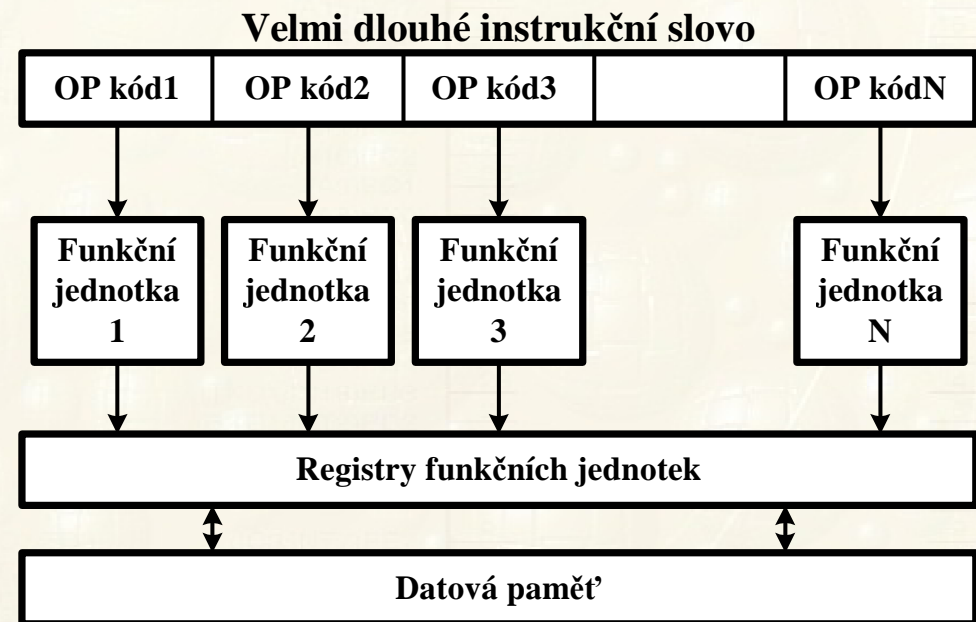 Velmi dlouhé instrukční slovo
OP kód1 OP kód2 OP kód3 OP kódN
Funkční jednotka 1
Funkční jednotka 2
Funkční jednotka 3
Funkční jednotka N
Registry funkčních jednotek
Datová paměť